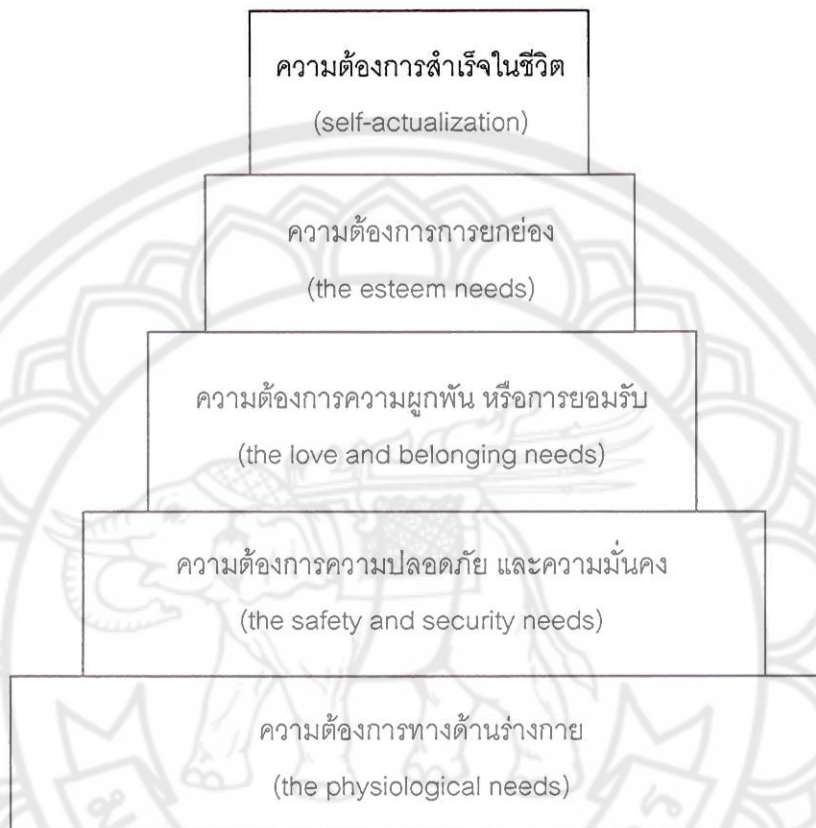 ความต้องการสำเร็จในชีวิต
(self-actualization)
ความต้องการการยกย่อง
(the esteem needs)
ความต้องการความผูกพัน หรือการยอมรับ
(the love and belonging needs)
ความต้องการความปลอดภัย และความมั่นคง
(the safety and security needs)
ความต้องการทางด้านร่างกาย
(the physiological needs)